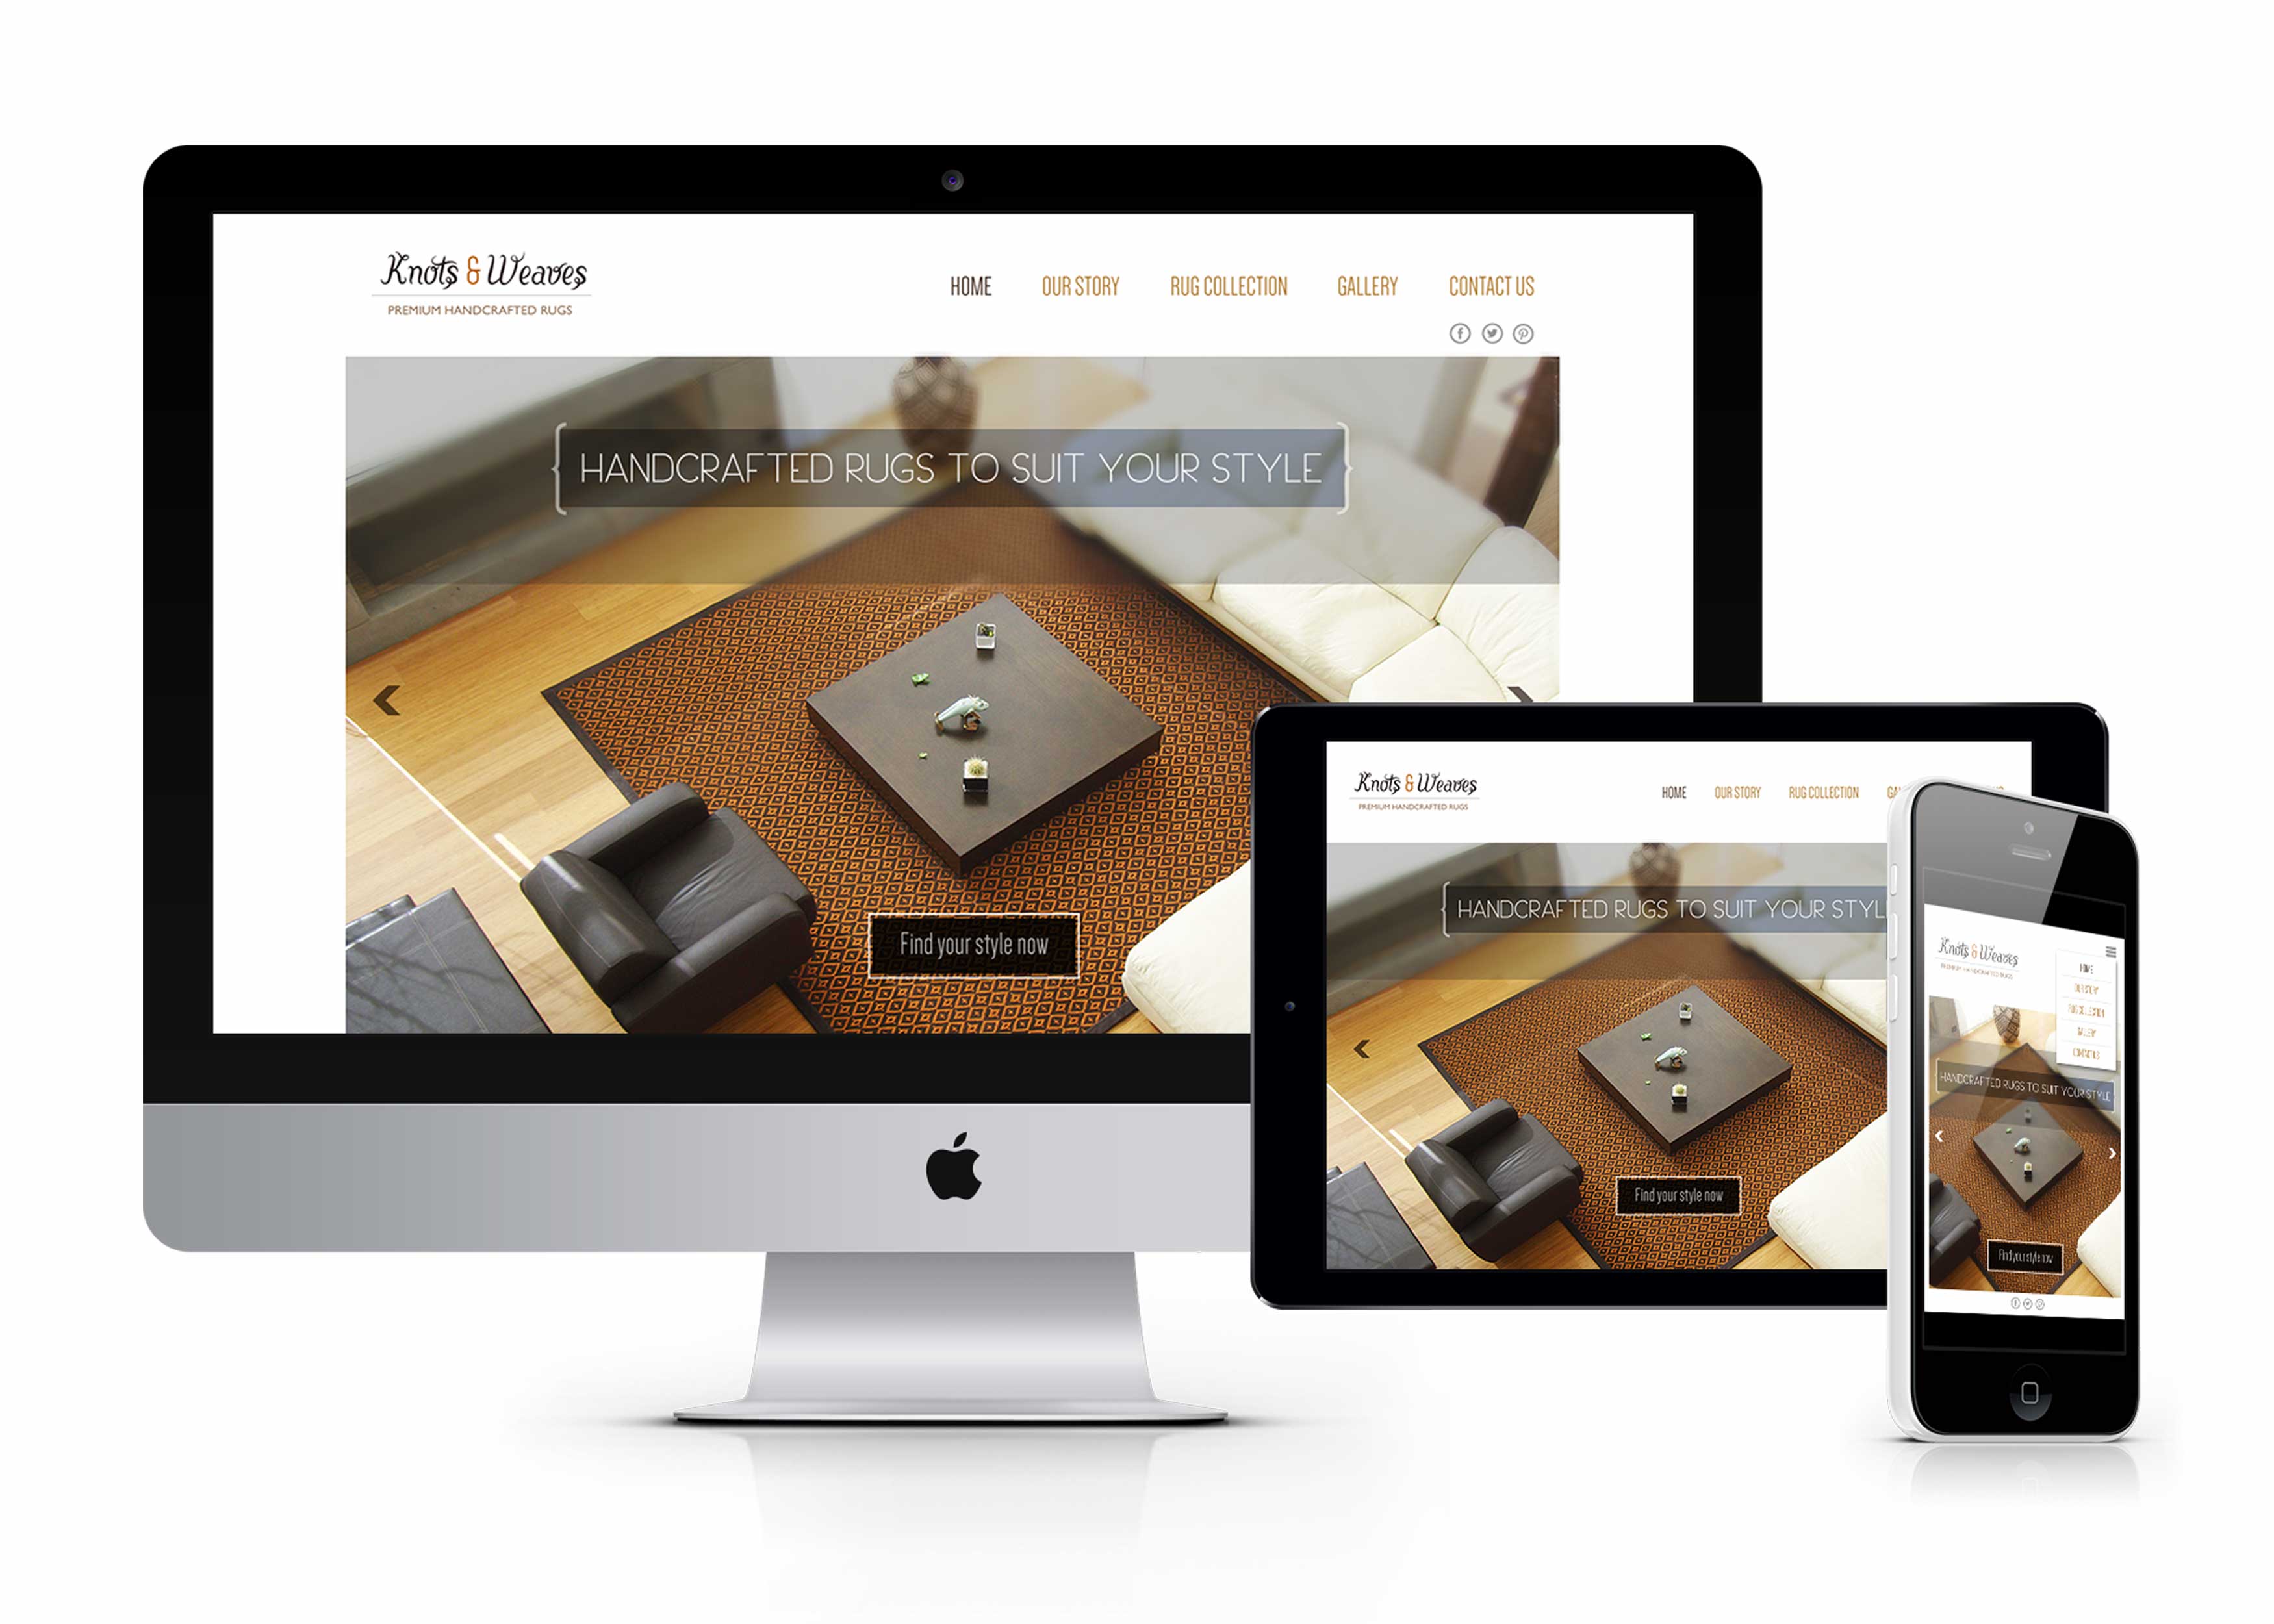 Knots & Weaves
PREMIUM HANDCRAFTED RUGS
HOME OUR STORY RUG COLLECTION GALLERY CONTACT US
HANDCRAFTED RUGS TO SUIT YOUR STYLE
Find your style now
Knots & Weaves
PREMIUM HANDCRAFTED RUGS
HOME OUR STORY RUG COLLECTION
HANDCRAFTED RUGS TO SUIT YOUR STYL
Find your style now
Knots & Weaves
PREMIUM HANDCRAFTED RUGS
HOME
OUR STORY
RUG COLLECTION
GALLERY
CONTACT US
HANDCRAFTED RUGS TO SUIT YOUR STYLE
Find your style now